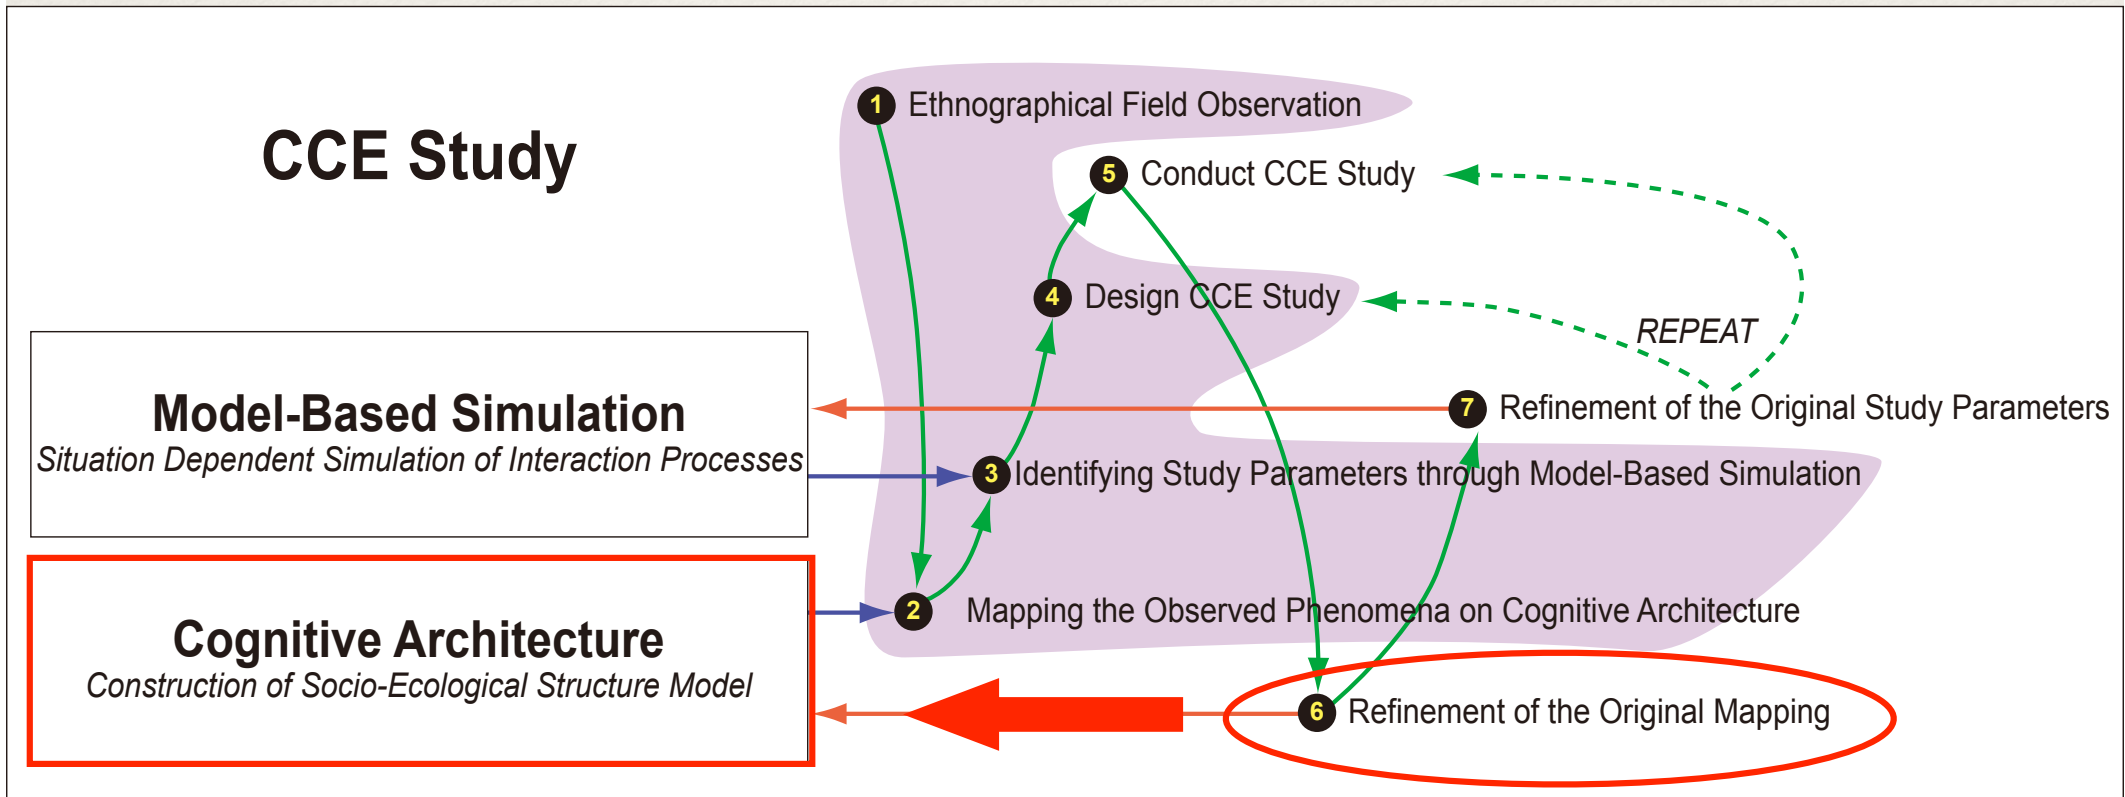 CCE Study
1 Ethnographical Field Observation
5 Conduct CCE Study
4 Design CCE Study
REPEAT
Model-Based Simulation
Situation Dependent Simulation of Interaction Processes
7 Refinement of the Original Study Parameters
3 Identifying Study Parameters through Model-Based Simulation
2 Mapping the Observed Phenomena on Cognitive Architecture
Cognitive Architecture
Construction of Socio-Ecological Structure Model
6 Refinement of the Original Mapping